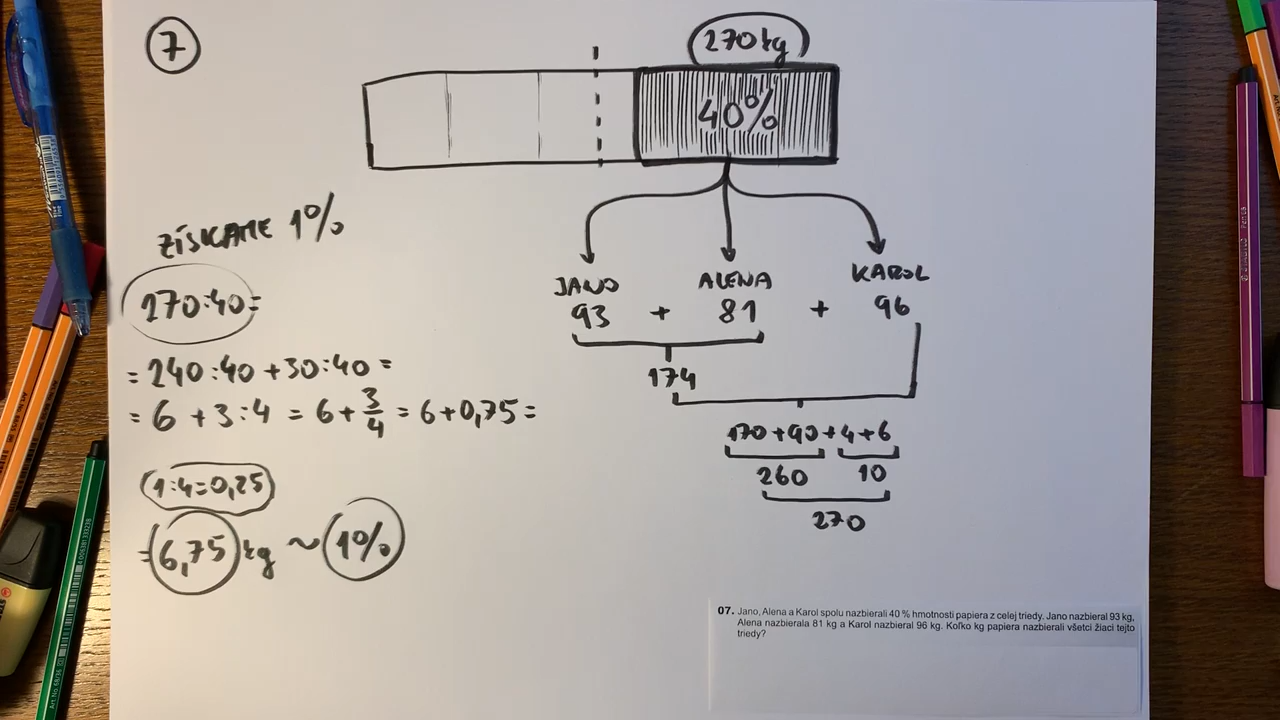 7
270 kg
40%
ZÍSKAME 1%
270:40=
= 240:40 + 30:40 =
= 6 + 3:4 = 6 + 3/4 = 6 + 0,75 =
1:4=0,25
= 6,75 kg ~ 1%
JANO ALENA KAROL
93 + 81 + 96
174
170+90+4+6
260 10
270
07. Jano, Alena a Karol spolu nazbierali 40 % hmotnosti papiera z celej triedy. Jano nazbieral 93 kg,
Alena nazbierala 81 kg a Karol nazbieral 96 kg. Koľko kg papiera nazbierali všetci žiaci tejto
triedy?